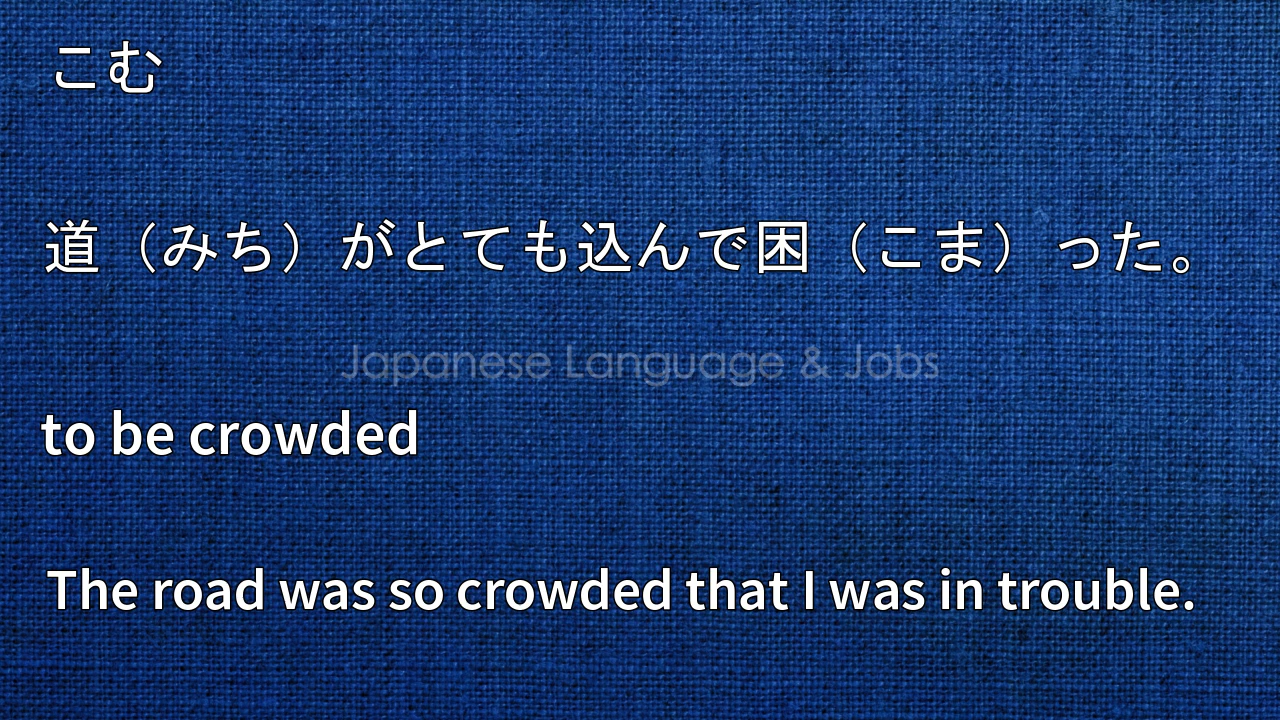 こむ
道（みち）がとても込んで困（こま）った。
Japanese Language & Jobs
to be crowded
The road was so crowded that I was in trouble.